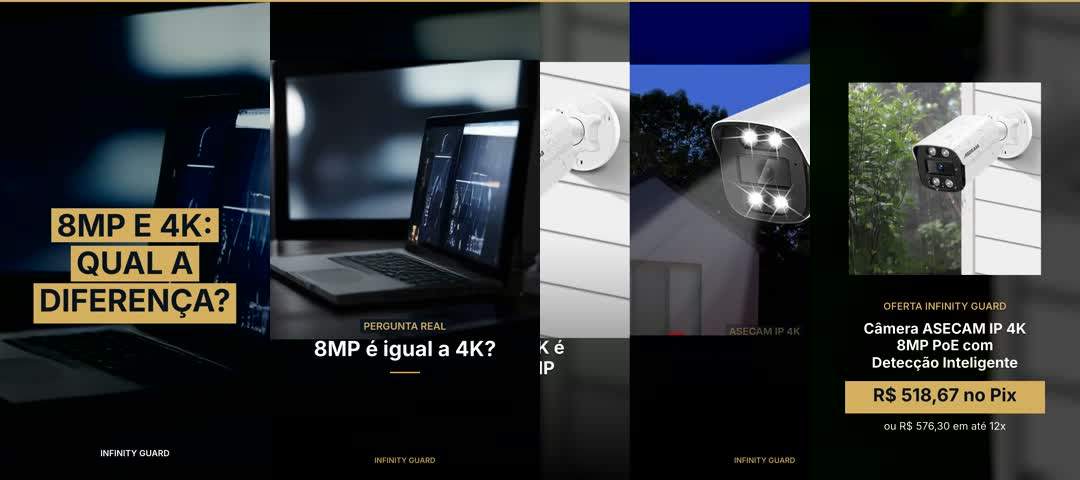 8MP E 4K:
QUAL A
DIFERENÇA?
INFINITY GUARD
PERGUNTA REAL
8MP é igual a 4K?
INFINITY GUARD
K é
IP
ASECAM IP 4K
INFINITY GUARD
OFERTA INFINITY GUARD
Câmera ASECAM IP 4K
8MP PoE com
Detecção Inteligente
R$ 518,67 no Pix
ou R$ 576,30 em até 12x